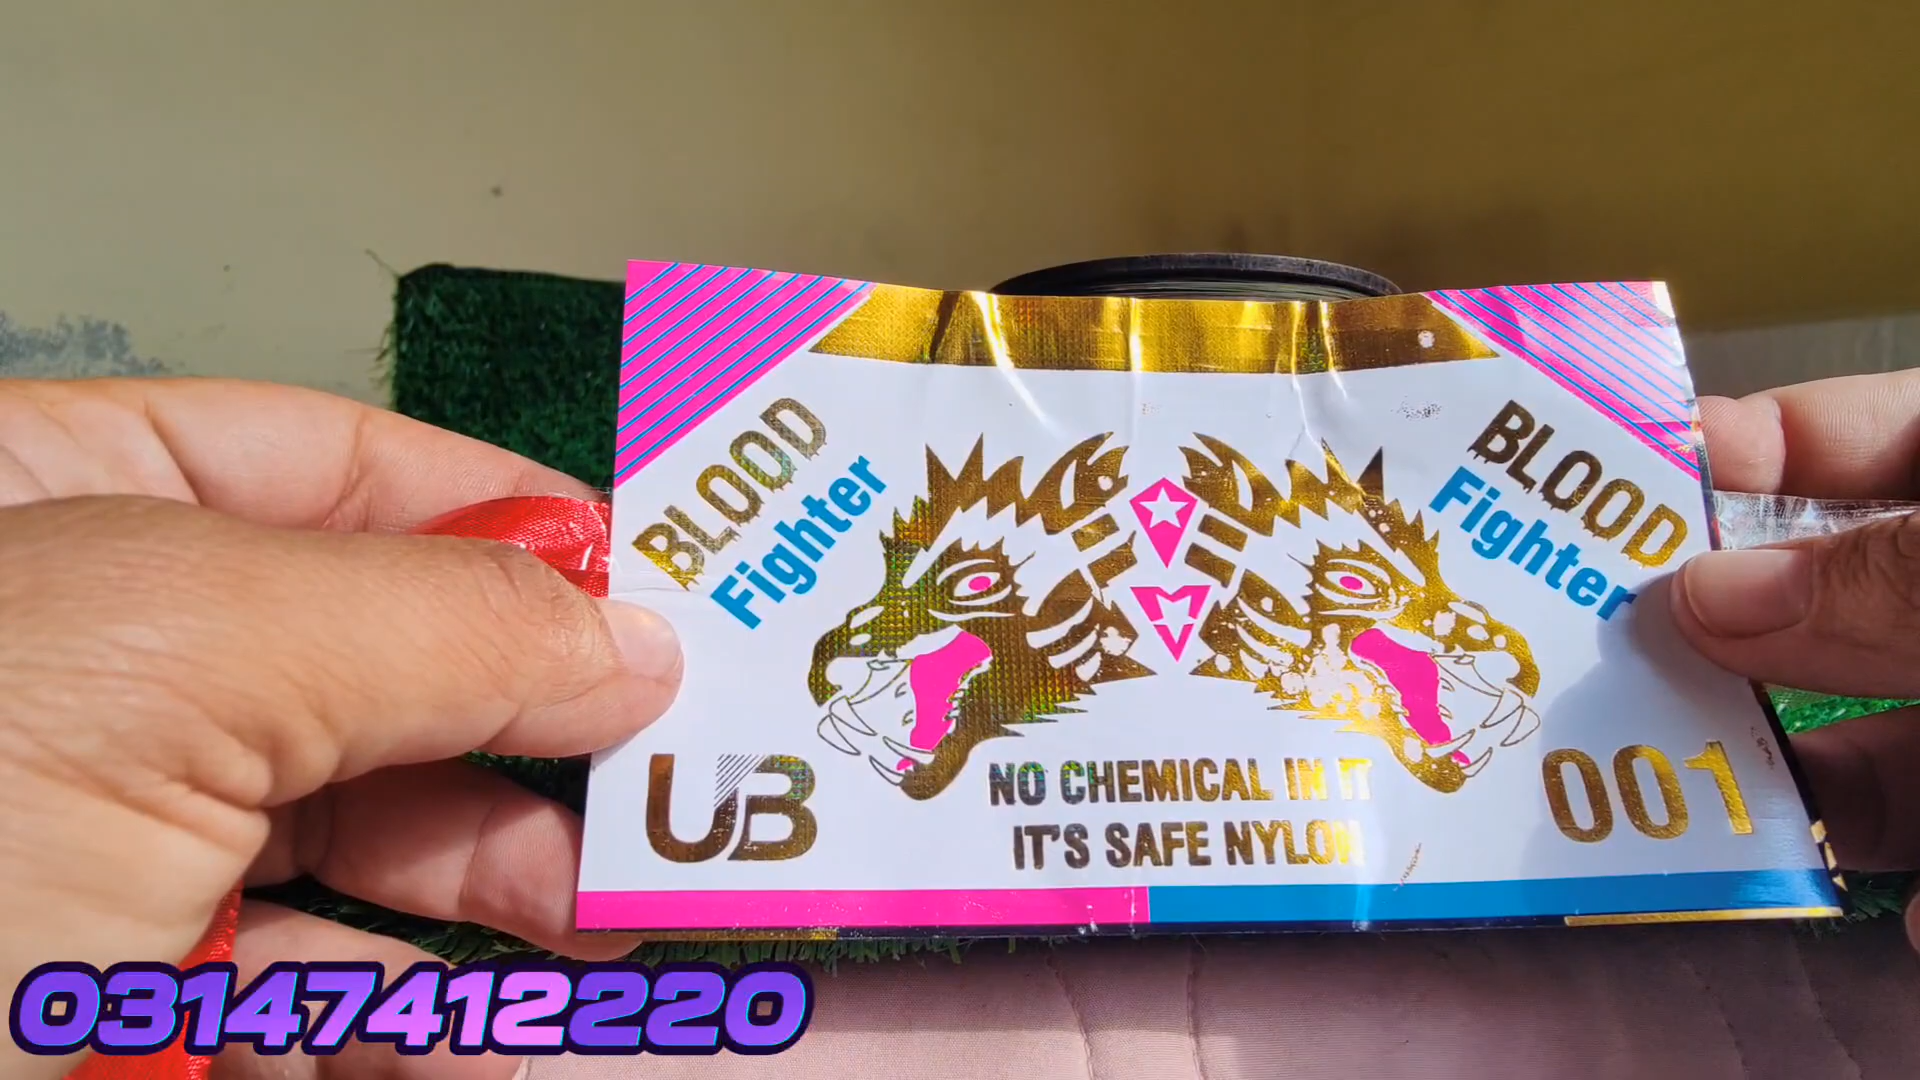 BLOOD
Fighter
BLOOD
Fighter
UB
NO CHEMICAL IN IT
IT'S SAFE NYLON
001
03147412220